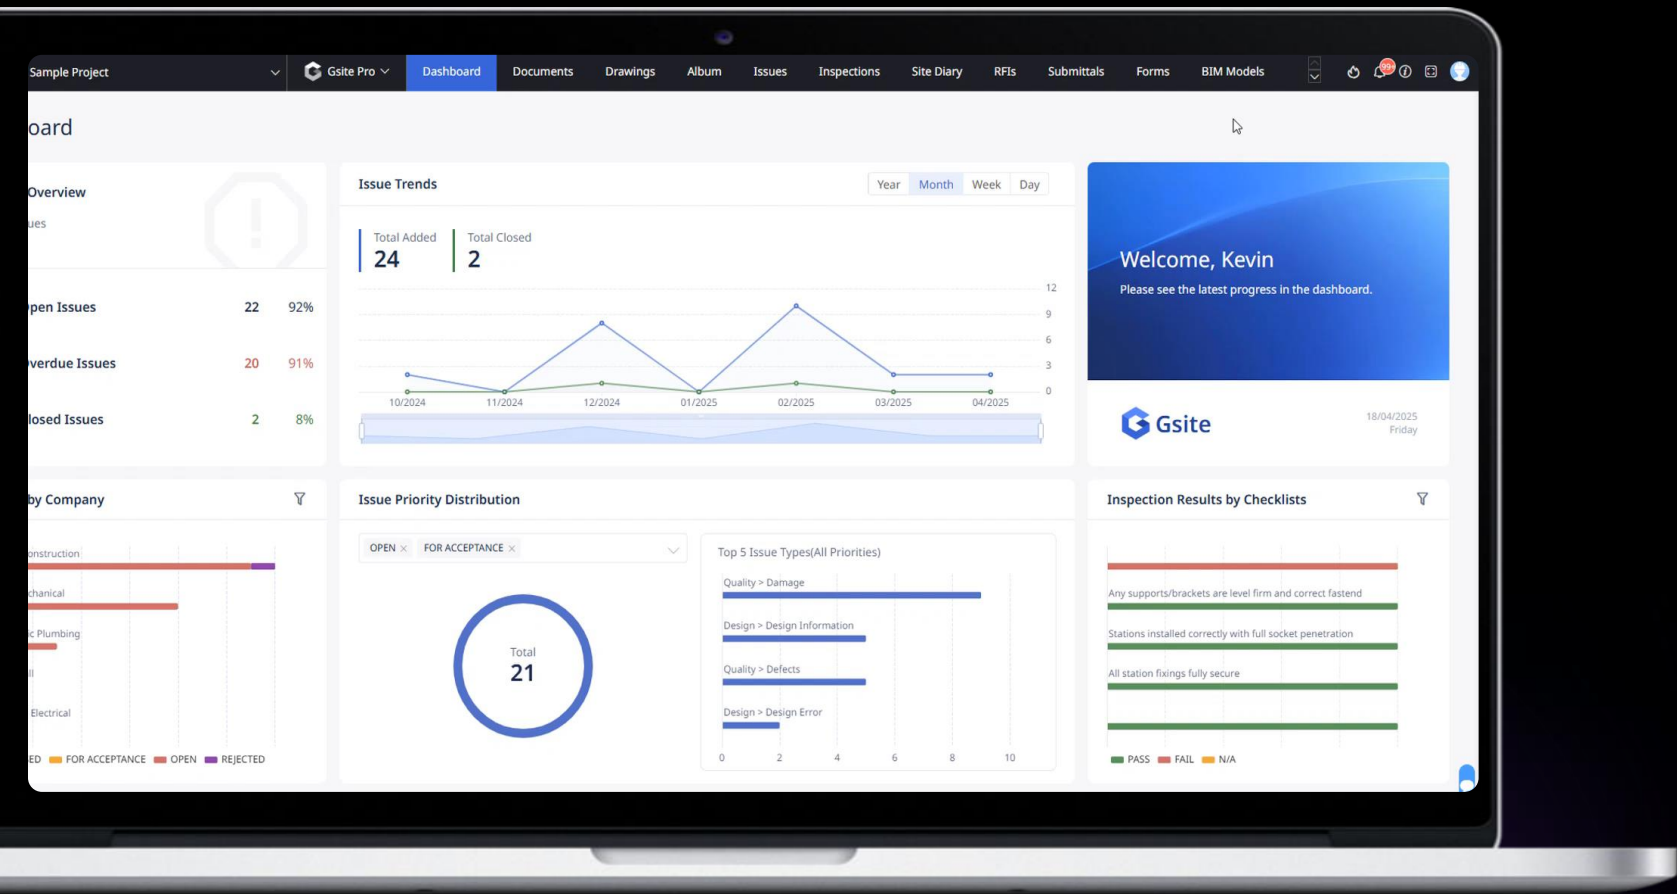 Sample Project
Gsite Pro
Dashboard
Documents
Drawings
Album
Issues
Inspections
Site Diary
RFIs
Submittals
Forms
BIM Models
99+
oard
Overview
ues
pen Issues 22 92%
verdue Issues 20 91%
losed Issues 2 8%
Issue Trends
Year Month Week Day
Total Added
24
Total Closed
2
12
9
6
3
0
10/2024 11/2024 12/2024 01/2025 02/2025 03/2025 04/2025
Welcome, Kevin
Please see the latest progress in the dashboard.
Gsite
18/04/2025
Friday
by Company
onstruction
chanical
ic Plumbing
ll
Electrical
ED FOR ACCEPTANCE OPEN REJECTED
Issue Priority Distribution
OPEN × FOR ACCEPTANCE ×
Total
21
Top 5 Issue Types(All Priorities)
Quality > Damage
Design > Design Information
Quality > Defects
Design > Design Error
0 2 4 6 8 10
Inspection Results by Checklists
Any supports/brackets are level firm and correct fastend
Stations installed correctly with full socket penetration
All station fixings fully secure
PASS FAIL N/A